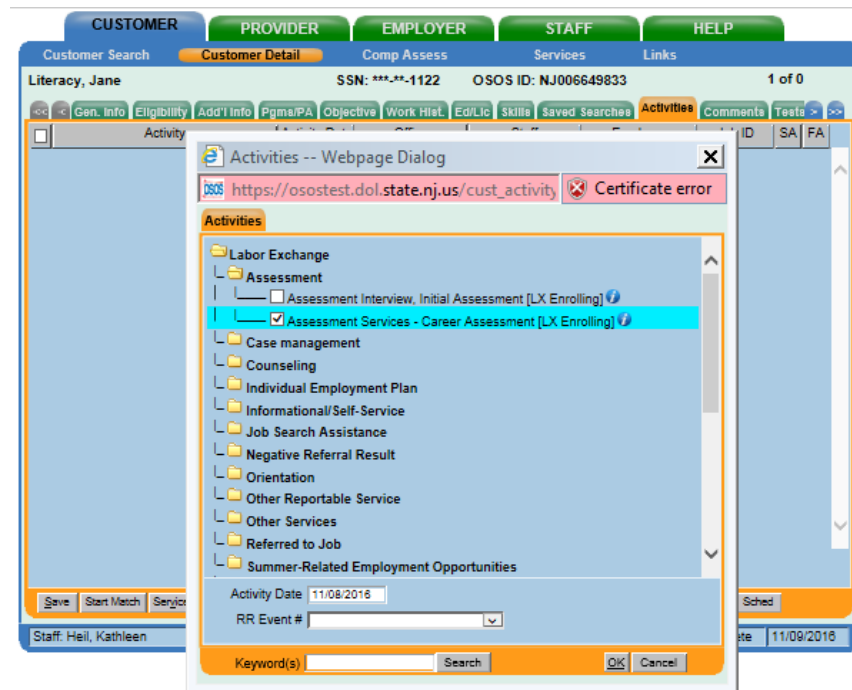 CUSTOMER PROVIDER EMPLOYER STAFF HELP
Customer Search Customer Detail Comp Assess Services Links
Literacy, Jane SSN: ***-**-1122 OSOS ID: NJ006649833 1 of 0
<< < Gen. Info Eligibility Add'l Info Pgms/PA Objective Work Hist. Ed/Lic Skills Saved Searches Activities Comments Tests > >>
Activity ID SA FA
Activities -- Webpage Dialog X
OSOS https://osostest.dol.state.nj.us/cust_activity Certificate error
Activities
Labor Exchange
Assessment
Assessment Interview, Initial Assessment [LX Enrolling]
Assessment Services - Career Assessment [LX Enrolling]
Case management
Counseling
Individual Employment Plan
Informational/Self-Service
Job Search Assistance
Negative Referral Result
Orientation
Other Reportable Service
Other Services
Referred to Job
Summer-Related Employment Opportunities
Activity Date 11/08/2016
RR Event #
Save Start Match Servic Sched
Staff: Heil, Kathleen ete 11/09/2016
Keyword(s) Search OK Cancel